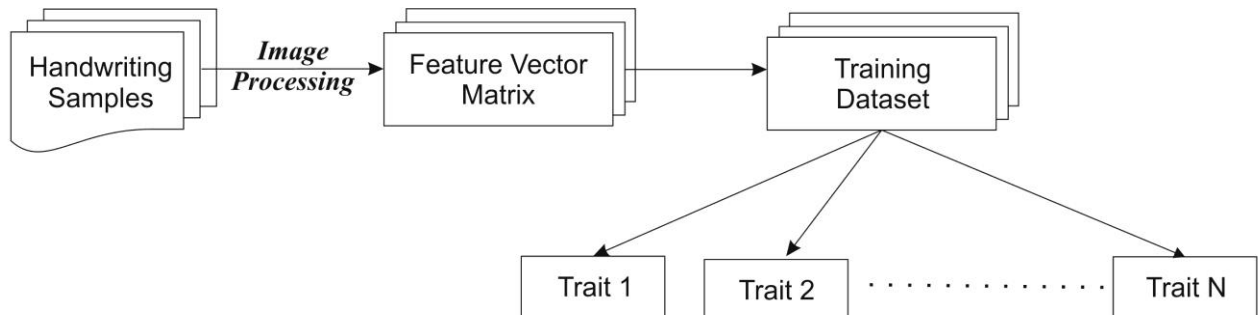 Handwriting
Samples
Image
Processing
Feature Vector
Matrix
Training
Dataset
Trait 1
Trait 2
. . . . . . . . . . . . . .
Trait N